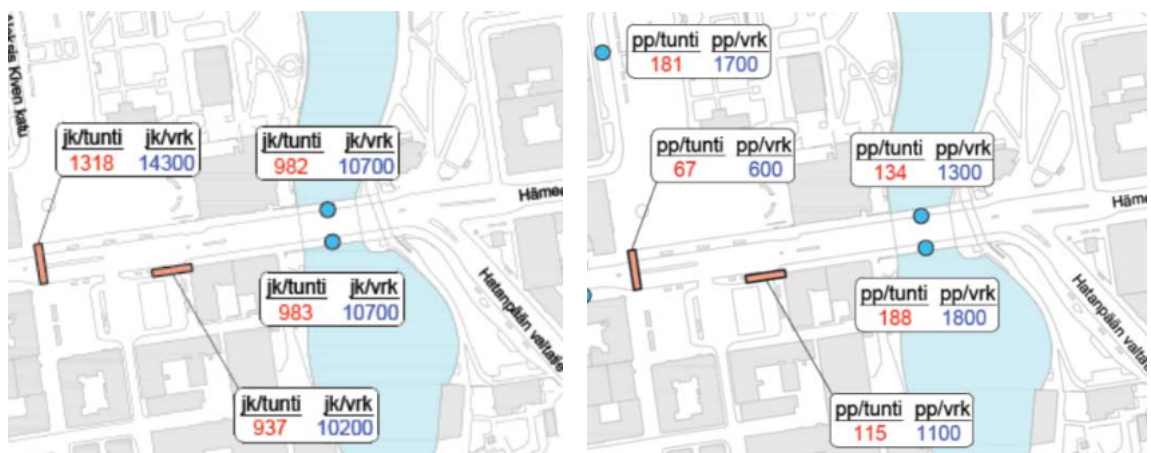 Aleksis Kiven katu
jk/tunti jk/vrk
1318 14300
jk/tunti jk/vrk
982 10700
Hämee
jk/tunti jk/vrk
983 10700
Hatanpään valtatie
jk/tunti jk/vrk
937 10200
pp/tunti pp/vrk
181 1700
pp/tunti pp/vrk
67 600
pp/tunti pp/vrk
134 1300
Häme
pp/tunti pp/vrk
188 1800
Hatanpään valtatie
pp/tunti pp/vrk
115 1100